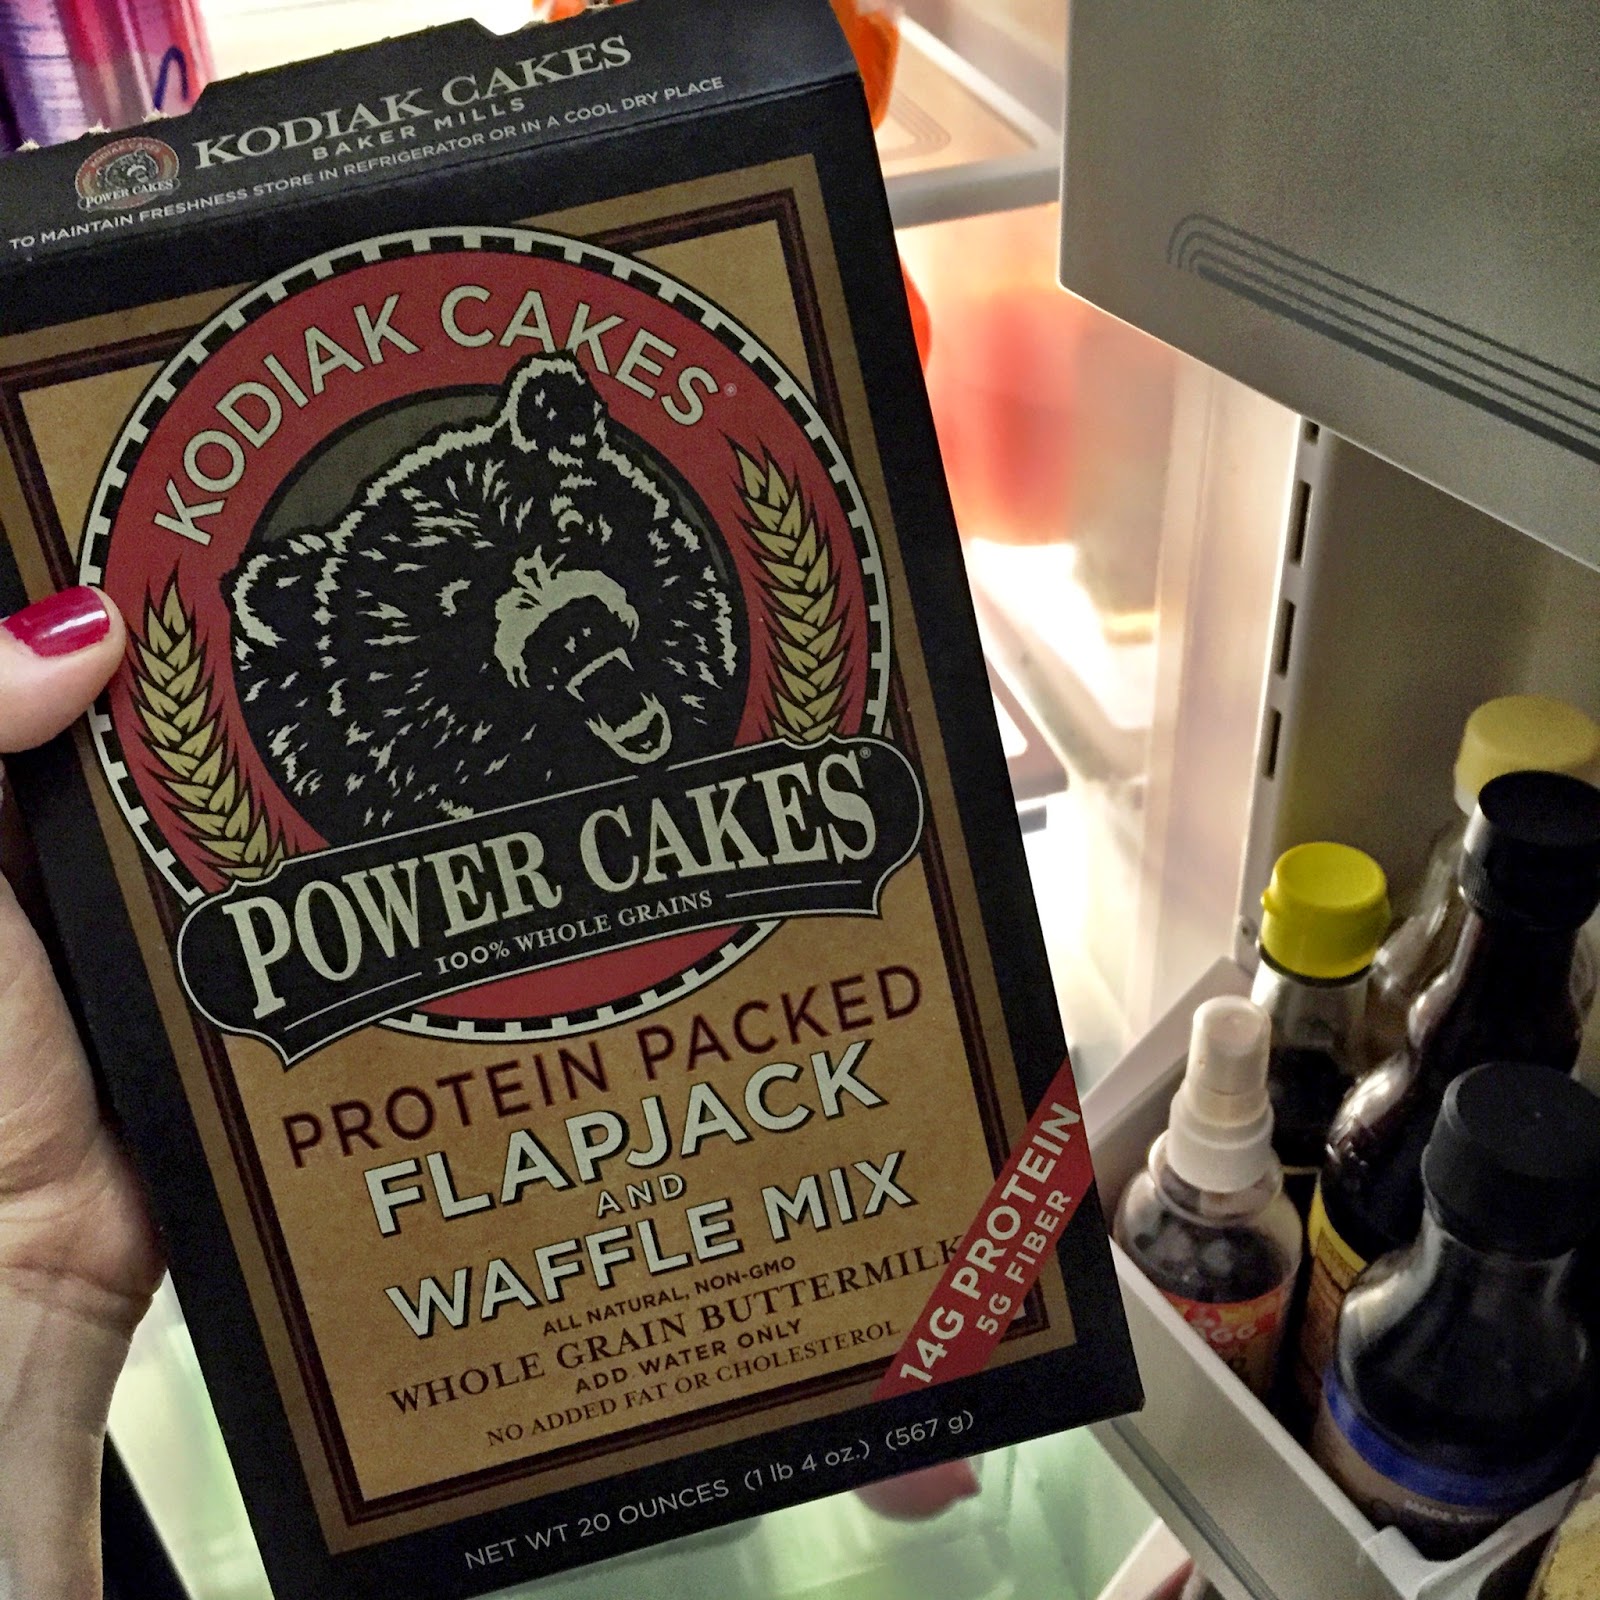 KODIAK CAKES
BAKER MILLS
KODIAK CAKES
POWER CAKES
TO MAINTAIN FRESHNESS STORE IN REFRIGERATOR OR IN A COOL DRY PLACE
KODIAK CAKES®
POWER CAKES®
100% WHOLE GRAINS
PROTEIN PACKED
FLAPJACK
AND
WAFFLE MIX
ALL NATURAL, NON-GMO
WHOLE GRAIN BUTTERMILK
ADD WATER ONLY
NO ADDED FAT OR CHOLESTEROL
14G PROTEIN
5G FIBER
NET WT 20 OUNCES (1 lb 4 oz.) (567 g)
MADE